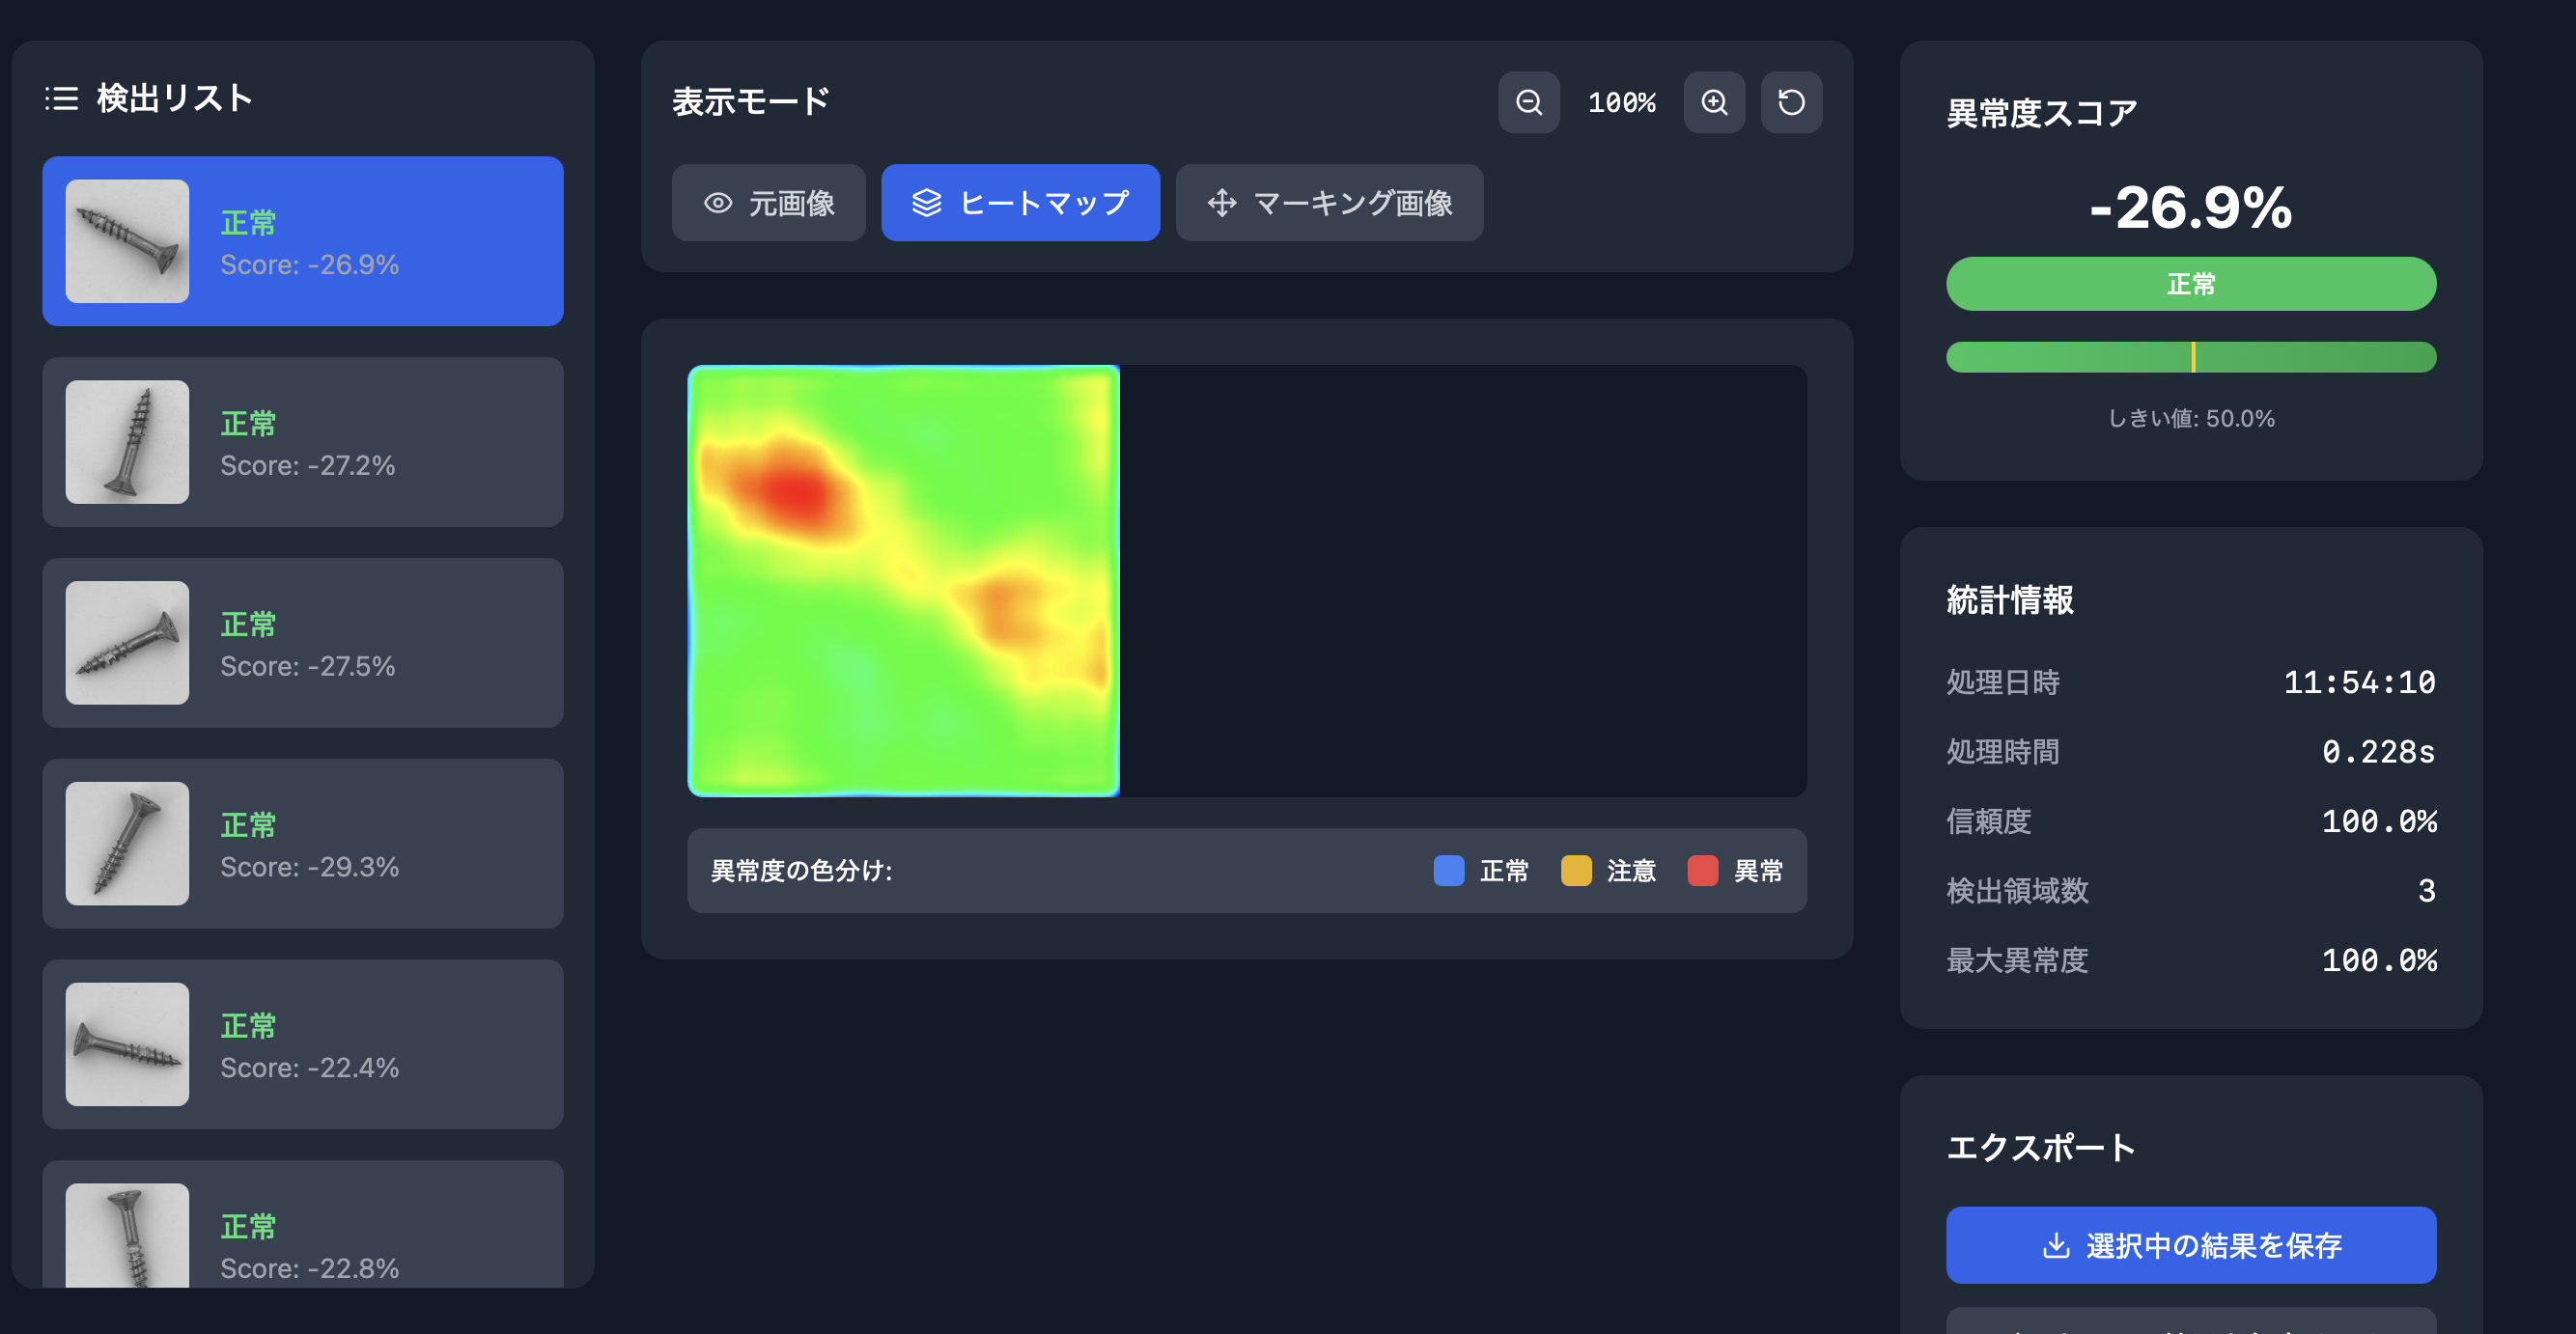 検出リスト
正常
Score: -26.9%
正常
Score: -27.2%
正常
Score: -27.5%
正常
Score: -29.3%
正常
Score: -22.4%
正常
Score: -22.8%
表示モード
100%
元画像
ヒートマップ
マーキング画像
異常度の色分け:
正常
注意
異常
異常度スコア
-26.9%
正常
しきい値: 50.0%
統計情報
処理日時 11:54:10
処理時間 0.228s
信頼度 100.0%
検出領域数 3
最大異常度 100.0%
エクスポート
選択中の結果を保存